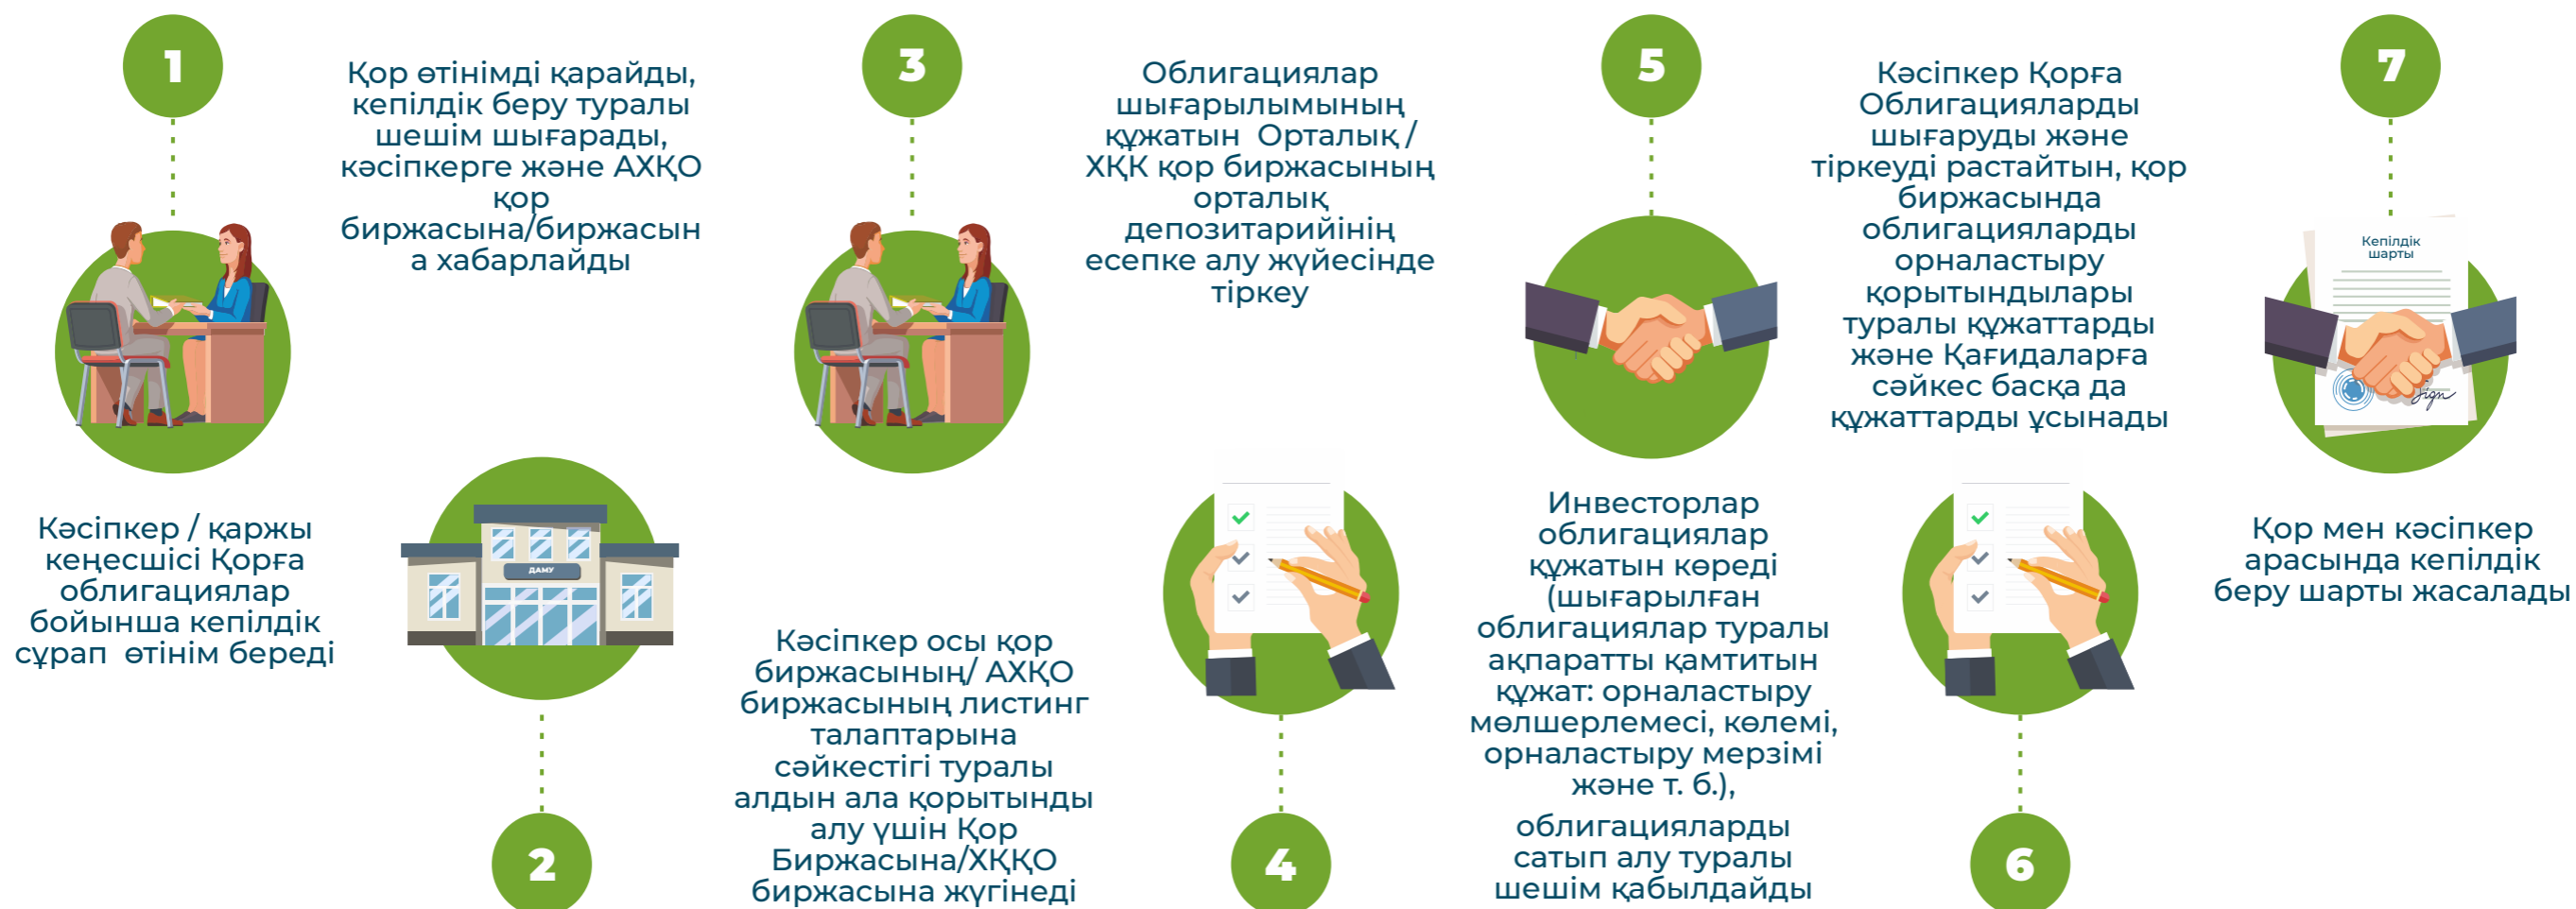 1
Кәсіпкер / қаржы
кеңесшісі Қорға
облигациялар
бойынша кепілдік
сұрап өтінім береді
Қор өтінімді қарайды,
кепілдік беру туралы
шешім шығарады,
кәсіпкерге және АХҚО
қор
биржасына/биржасын
а хабарлайды
ДАМУ
2
3
Кәсіпкер осы қор
биржасының/ АХҚО
биржасының листинг
талаптарына
сәйкестігі туралы
алдын ала қорытынды
алу үшін Қор
Биржасына/ХҚҚО
биржасына жүгінеді
Облигациялар
шығарылымының
құжатын Орталық /
ХҚК қор биржасының
орталық
депозитарийінің
есепке алу жүйесінде
тіркеу
4
5
Инвесторлар
облигациялар
құжатын көреді
(шығарылған
облигациялар туралы
ақпаратты қамтитын
құжат: орналастыру
мөлшерлемесі, көлемі,
орналастыру мерзімі
және т. б.),
облигацияларды
сатып алу туралы
шешім қабылдайды
Кәсіпкер Қорға
Облигацияларды
шығаруды және
тіркеуді растайтын, қор
биржасында
облигацияларды
орналастыру
қорытындылары
туралы құжаттарды
және Қағидаларға
сәйкес басқа да
құжаттарды ұсынады
6
7
Кепілдік
шарты
Sign
Қор мен кәсіпкер
арасында кепілдік
беру шарты жасалады